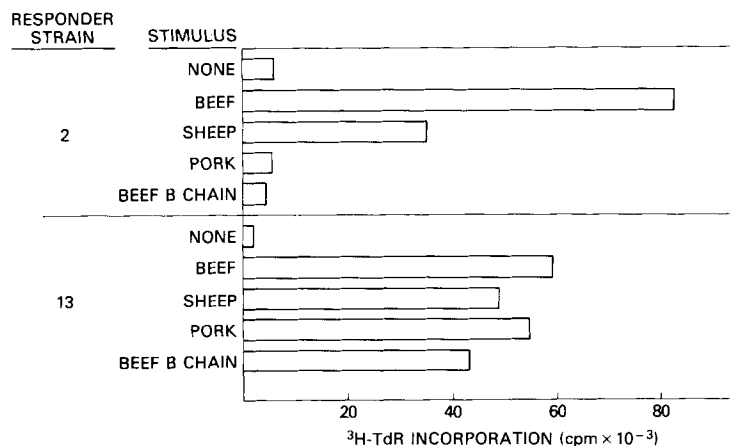 RESPONDER
STRAIN
STIMULUS
NONE
BEEF
2
SHEEP
PORK
BEEF B CHAIN
NONE
BEEF
13
SHEEP
PORK
BEEF B CHAIN
20 40 60 80
³H-TdR INCORPORATION (cpm × 10⁻³)